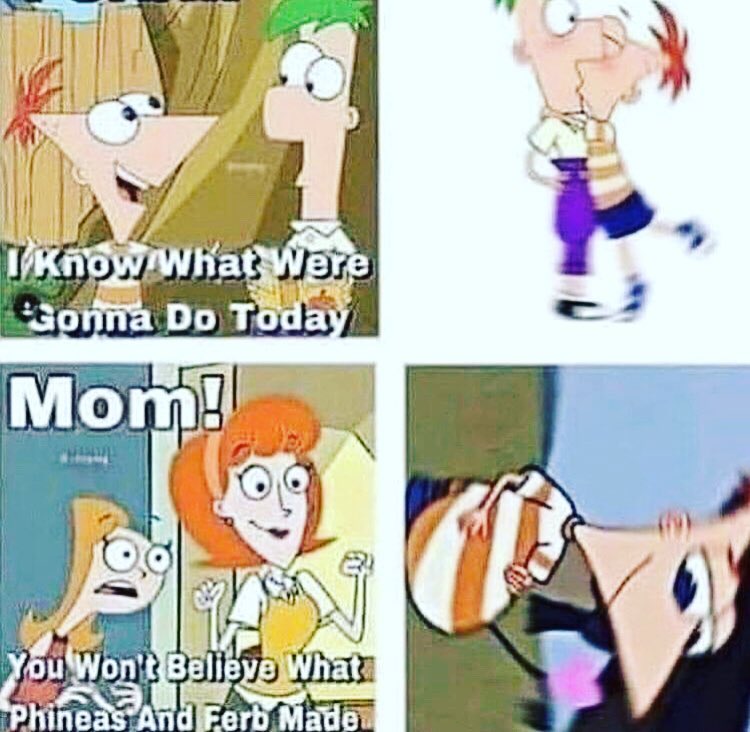 I Know What Were
Gonna Do Today
Mom!
You Won't Believe What
Phineas And Ferb Made